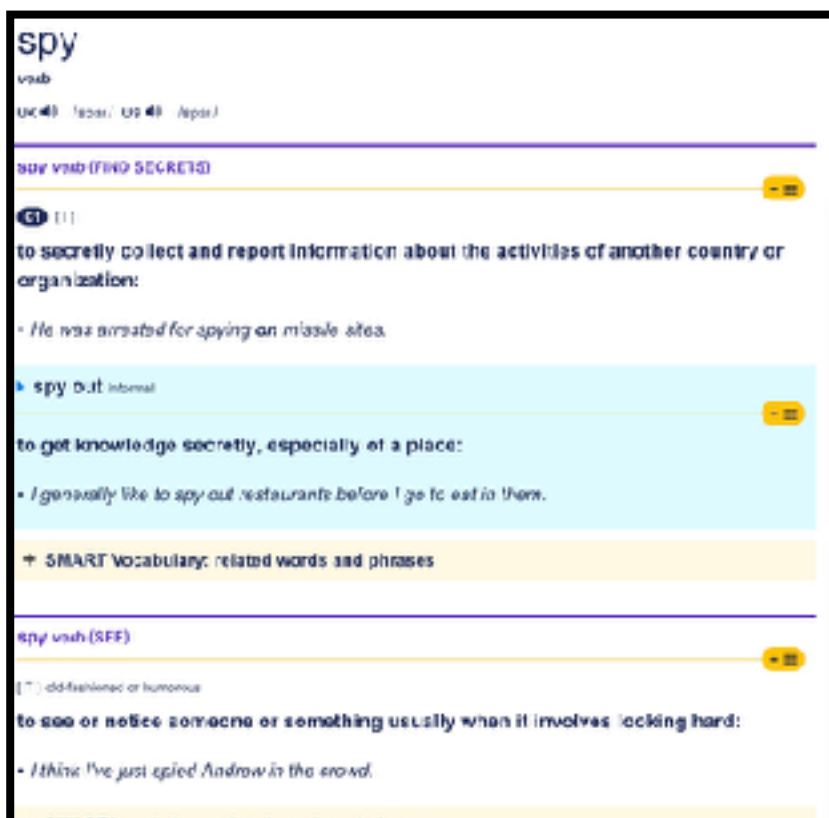 spy
verb
UK /spaɪ/ US /spaɪ/
spy verb (FIND SECRETS)
C1 [ I ]
to secretly collect and report information about the activities of another country or
organization:
• He was arrested for spying on missile sites.
spy out informal
to get knowledge secretly, especially of a place:
• I generally like to spy out restaurants before I go to eat in them.
+ SMART Vocabulary: related words and phrases
spy verb (SEE)
[ T ] old-fashioned or humorous
to see or notice someone or something usually when it involves looking hard:
• I think I've just spied Andrew in the crowd.